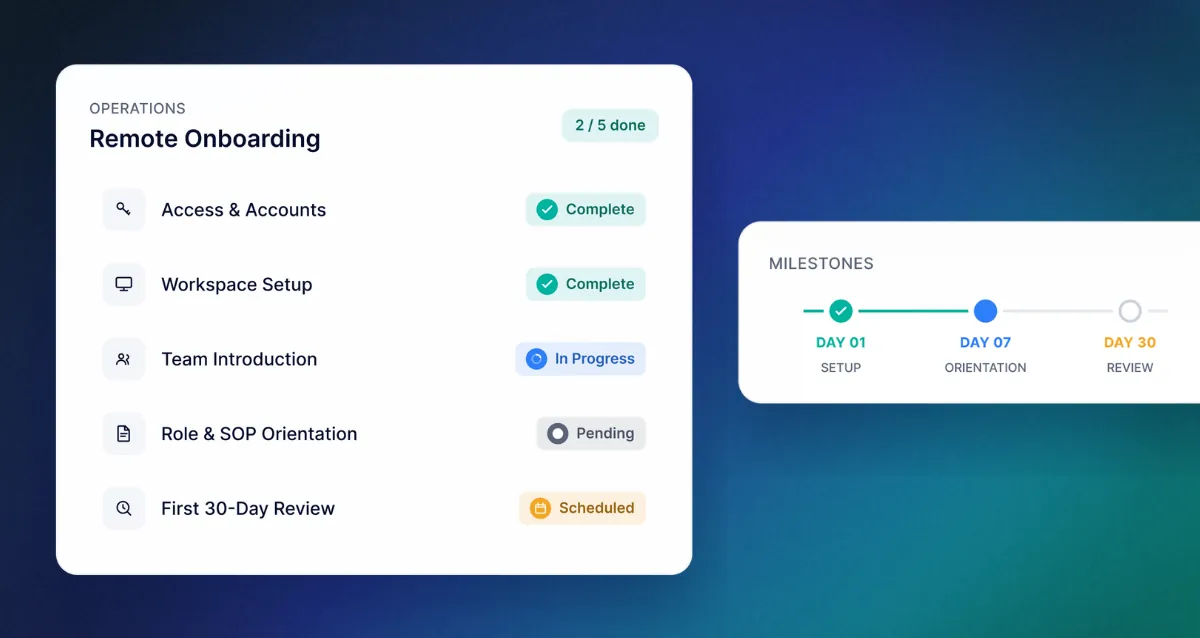 OPERATIONS
Remote Onboarding
2 / 5 done
Access & Accounts
Complete
Workspace Setup
Complete
Team Introduction
In Progress
Role & SOP Orientation
Pending
First 30-Day Review
Scheduled
MILESTONES
DAY 01
DAY 07
DAY 30
SETUP
ORIENTATION
REVIEW